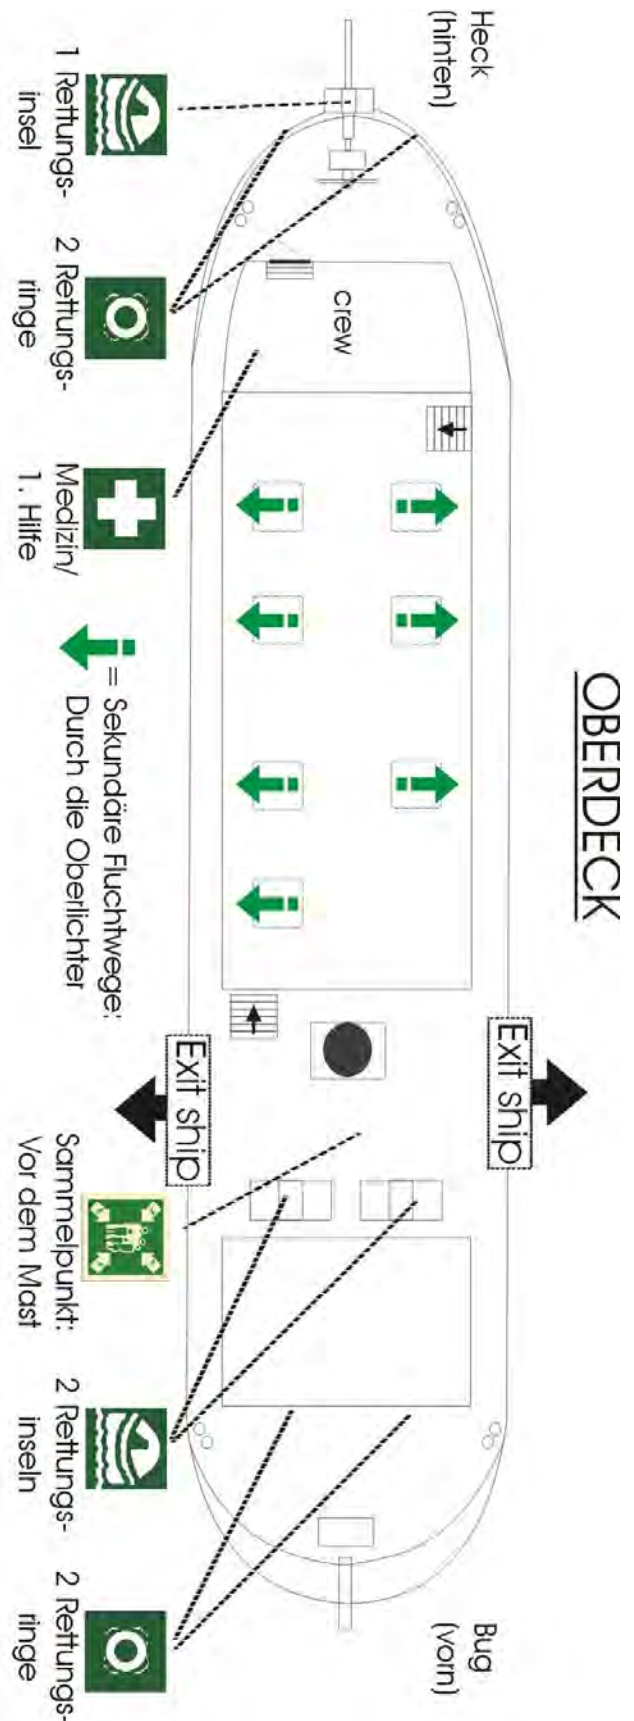 OBERDECK
Heck
(hinten)
crew
Exit ship
Exit ship
Bug
(vorn)
1 Rettungs-
insel
2 Rettungs-
ringe
Medizin/
1. Hilfe
= Sekundäre Fluchtwege:
Durch die Oberlichter
Sammelpunkt:
Vor dem Mast
2 Rettungs-
inseln
2 Rettungs-
ringe